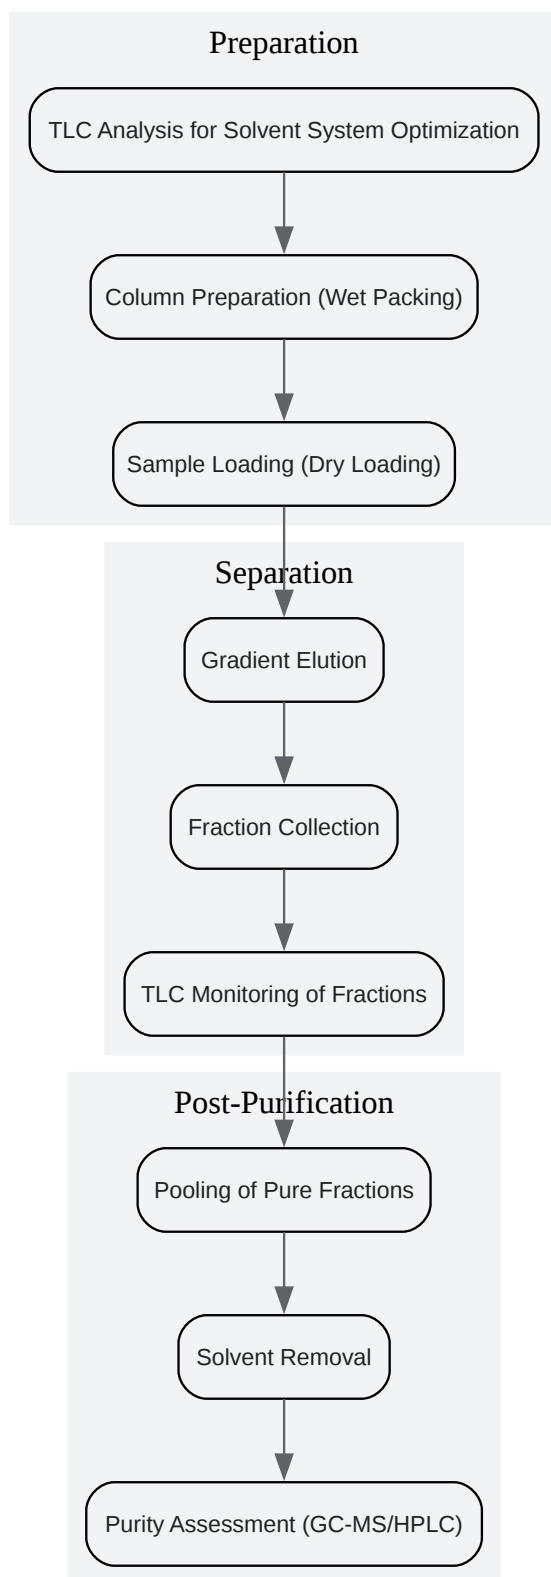 Preparation
TLC Analysis for Solvent System Optimization
Column Preparation (Wet Packing)
Sample Loading (Dry Loading)
Separation
Gradient Elution
Fraction Collection
TLC Monitoring of Fractions
Post-Purification
Pooling of Pure Fractions
Solvent Removal
Purity Assessment (GC-MS/HPLC)